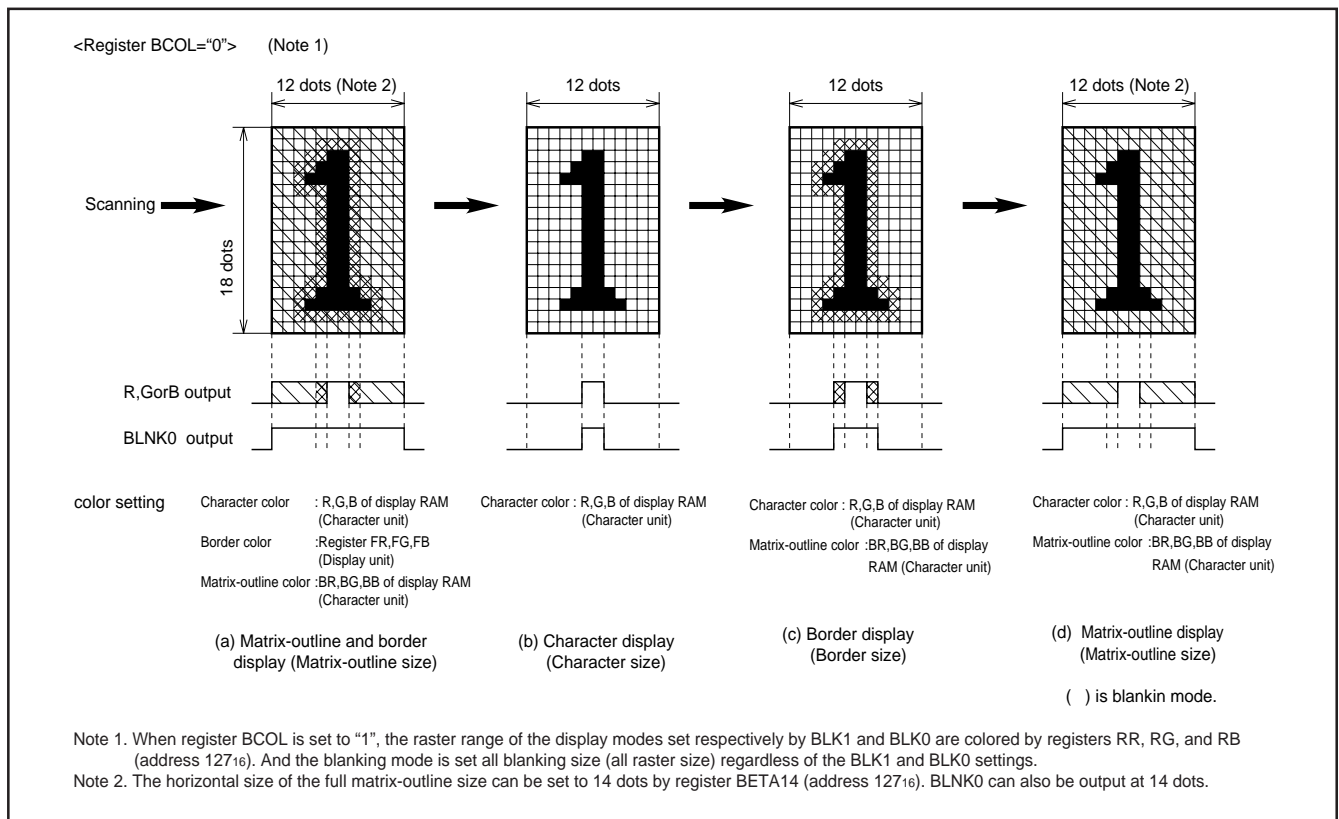 <Register BCOL=“0”> (Note 1)
12 dots (Note 2)
12 dots
12 dots
12 dots (Note 2)
Scanning
18 dots
R,GorB output
BLNK0 output
color setting
Character color : R,G,B of display RAM
(Character unit)
Border color :Register FR,FG,FB
(Display unit)
Matrix-outline color :BR,BG,BB of display RAM
(Character unit)
Character color : R,G,B of display RAM
(Character unit)
Character color : R,G,B of display RAM
(Character unit)
Matrix-outline color :BR,BG,BB of display
RAM (Character unit)
Character color : R,G,B of display RAM
(Character unit)
Matrix-outline color :BR,BG,BB of display
RAM (Character unit)
(a) Matrix-outline and border
display (Matrix-outline size)
(b) Character display
(Character size)
(c) Border display
(Border size)
(d) Matrix-outline display
(Matrix-outline size)
( ) is blankin mode.
Note 1. When register BCOL is set to “1”, the raster range of the display modes set respectively by BLK1 and BLK0 are colored by registers RR, RG, and RB
(address 12716). And the blanking mode is set all blanking size (all raster size) regardless of the BLK1 and BLK0 settings.
Note 2. The horizontal size of the full matrix-outline size can be set to 14 dots by register BETA14 (address 12716). BLNK0 can also be output at 14 dots.